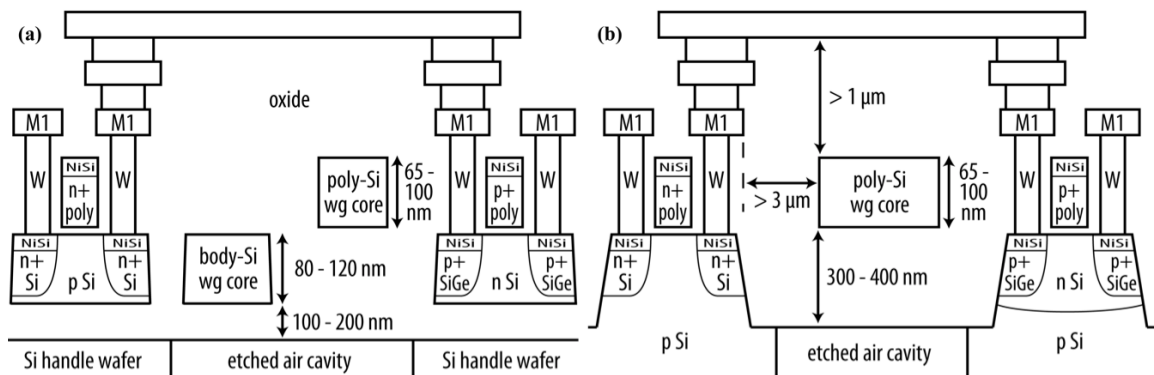 (a)
oxide
M1
M1
M1
M1
NiSi
n+
poly
W
W
poly-Si
wg core
65 -
100
nm
W
NiSi
p+
poly
W
NiSi
n+
Si
p Si
NiSi
n+
Si
body-Si
wg core
80 - 120 nm
NiSi
p+
SiGe
n Si
NiSi
p+
SiGe
100 - 200 nm
Si handle wafer
etched air cavity
Si handle wafer
(b)
> 1 μm
M1
M1
M1
M1
W
NiSi
n+
poly
W
> 3 μm
poly-Si
wg core
65 -
100
nm
W
NiSi
p+
poly
W
NiSi
n+
Si
NiSi
n+
Si
300 - 400 nm
NiSi
p+
SiGe
n Si
NiSi
p+
SiGe
p Si
etched air cavity
p Si